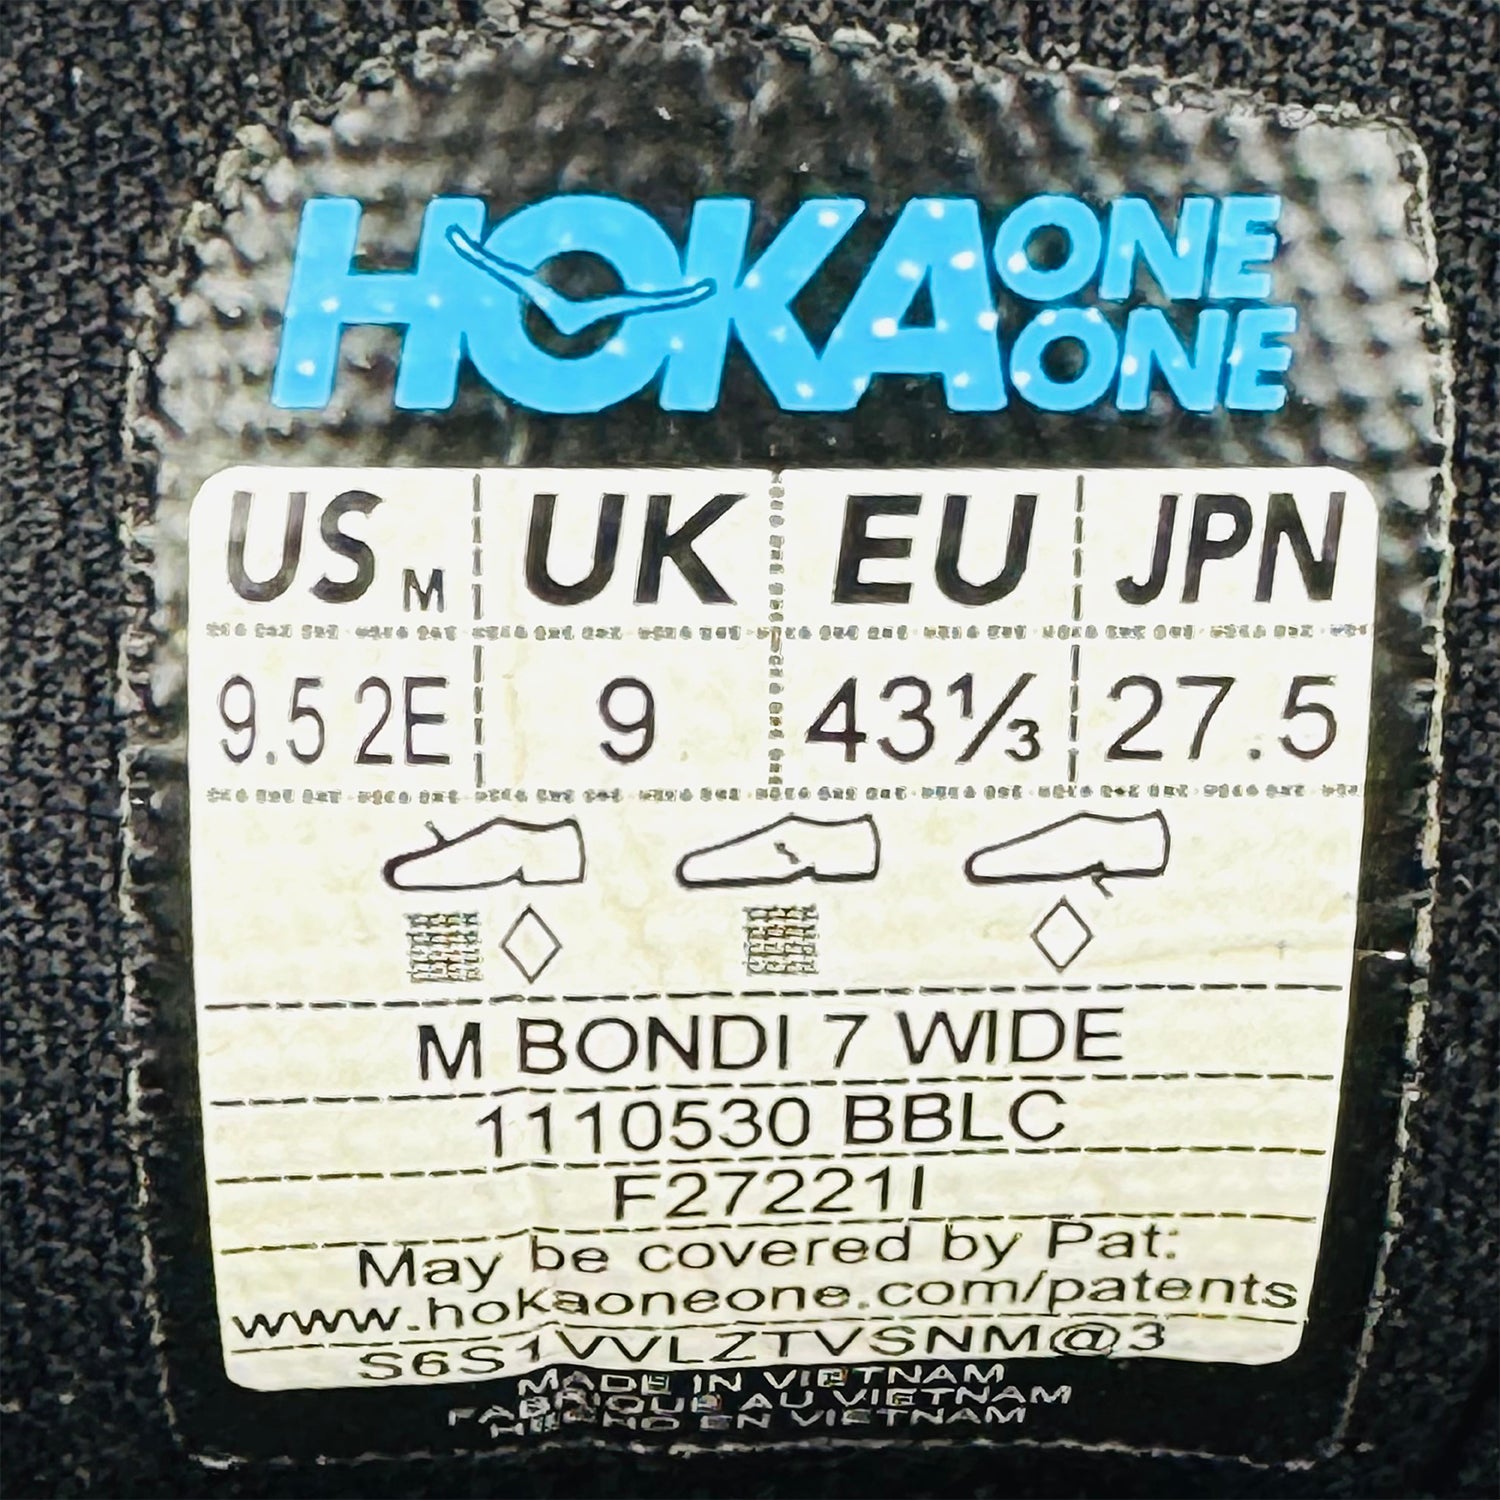 HOKA ONE ONE
US M UK EU JPN
9.5 2E 9 43⅓ 27.5
M BONDI 7 WIDE
1110530 BBLC
F27221I
May be covered by Pat:
www.hokaoneone.com/patents
S6S1VVLZTVSNM@3
MADE IN VIETNAM
FABRIQUE AU VIETNAM
HECHO EN VIETNAM